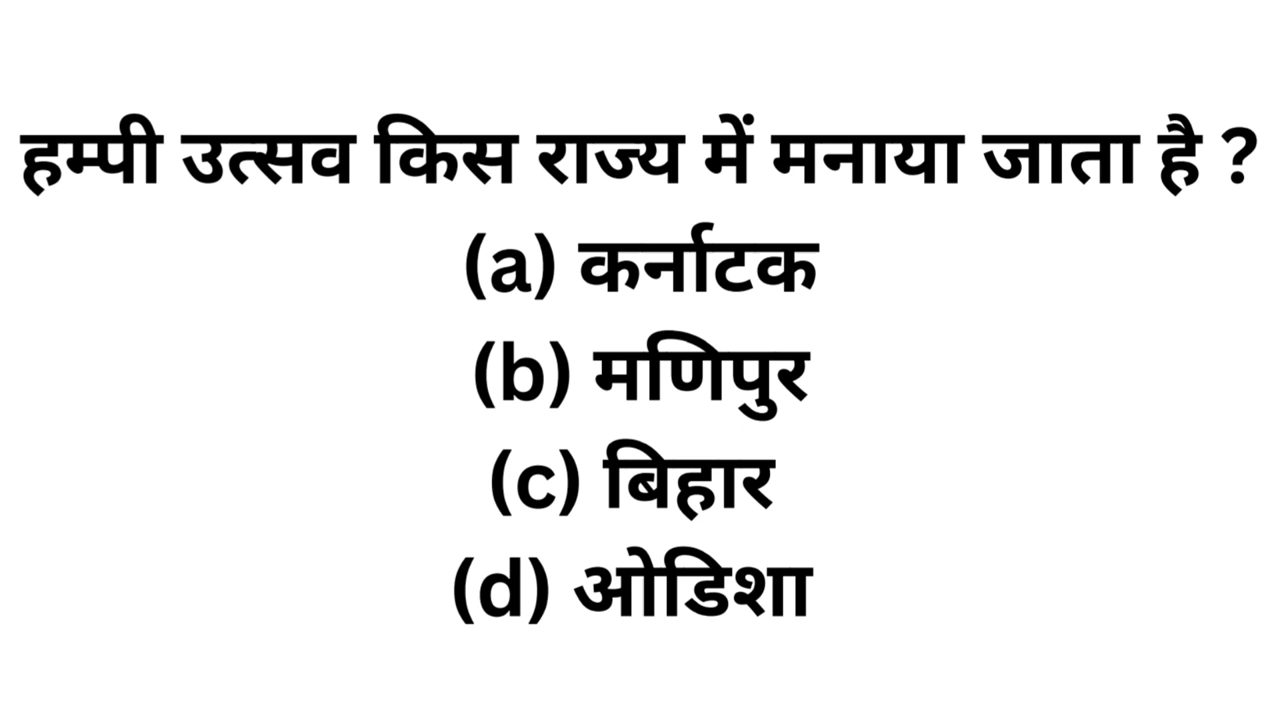 हम्पी उत्सव किस राज्य में मनाया जाता है ?
(a) कर्नाटक
(b) मणिपुर
(c) बिहार
(d) ओडिशा